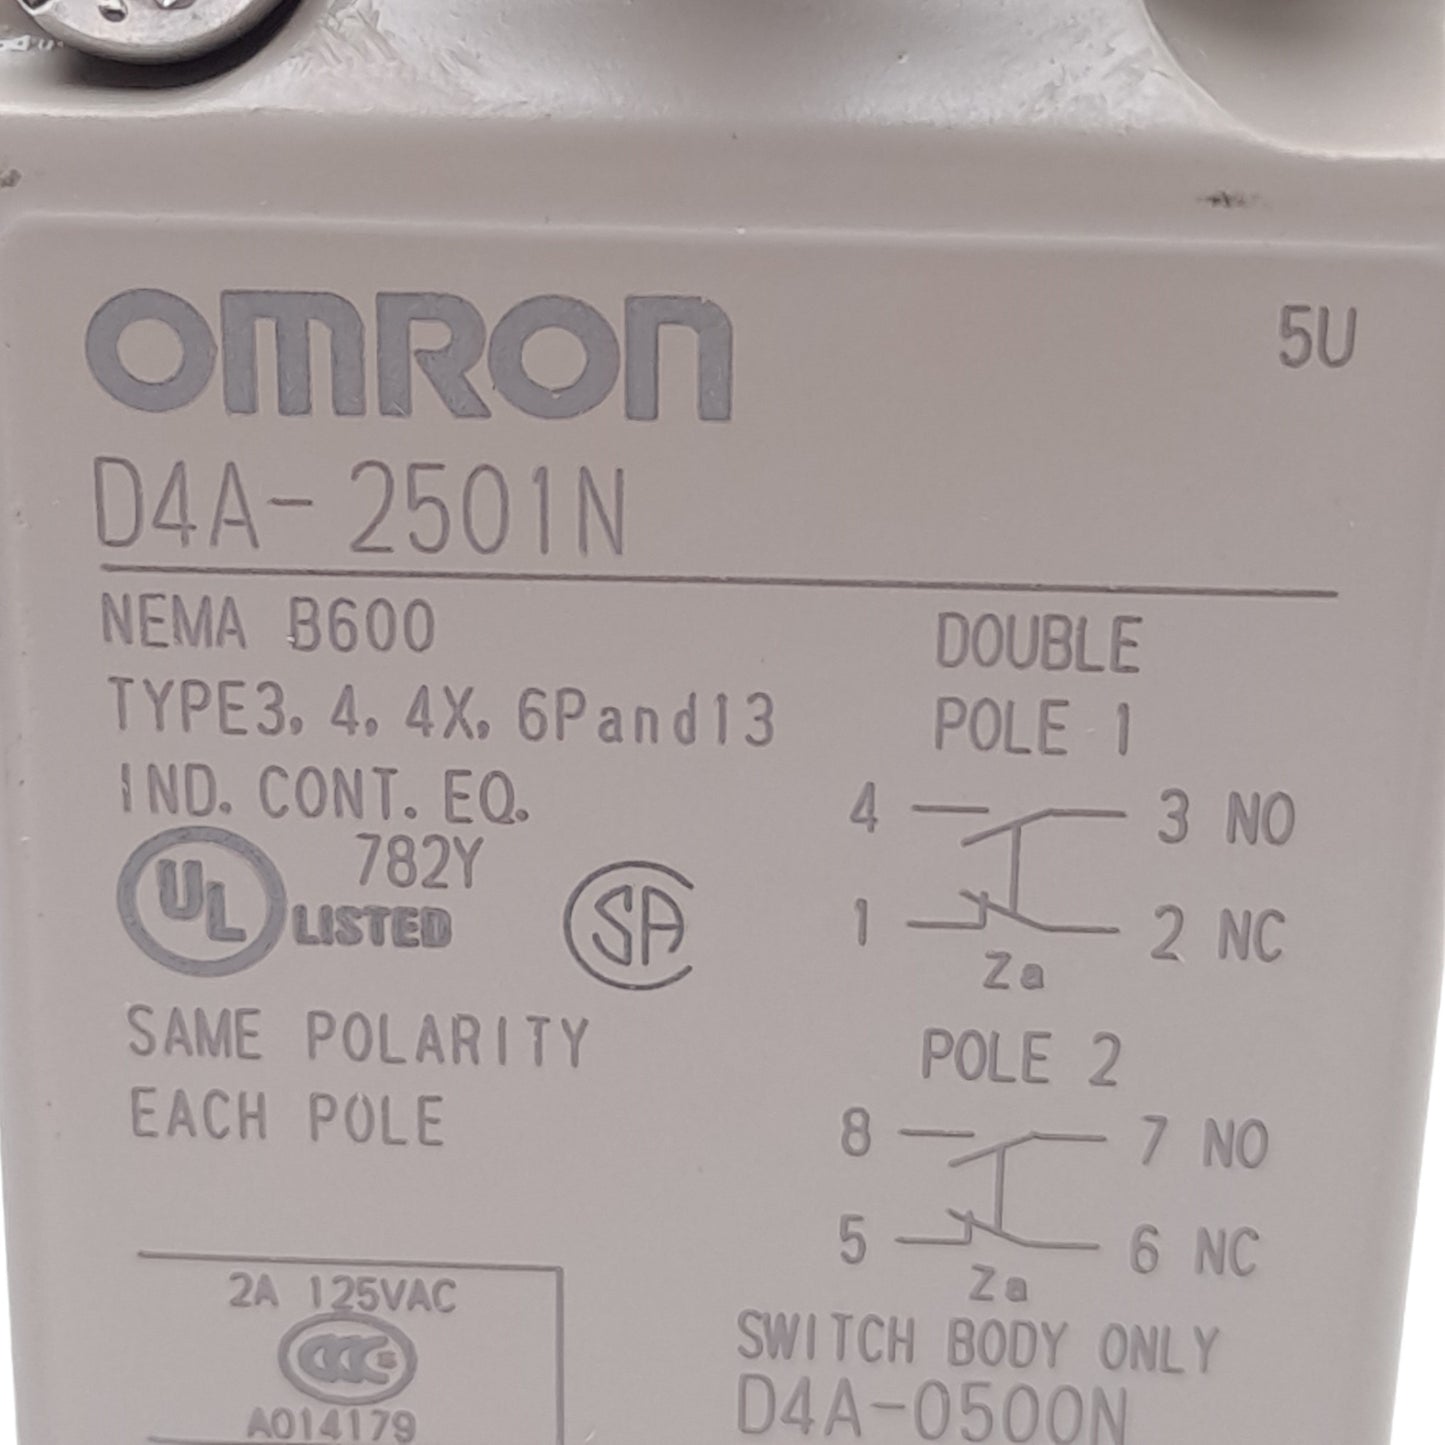 OMRON 5U
D4A-2501N
NEMA B600
TYPE3, 4, 4X, 6Pand13
IND. CONT. EQ.
782Y
UL LISTED
SA
SAME POLARITY
EACH POLE
DOUBLE
POLE 1
4 3 NO
1 2 NC
Za
POLE 2
8 7 NO
5 6 NC
Za
2A 125VAC
CCC S
A014179
SWITCH BODY ONLY
D4A-0500N